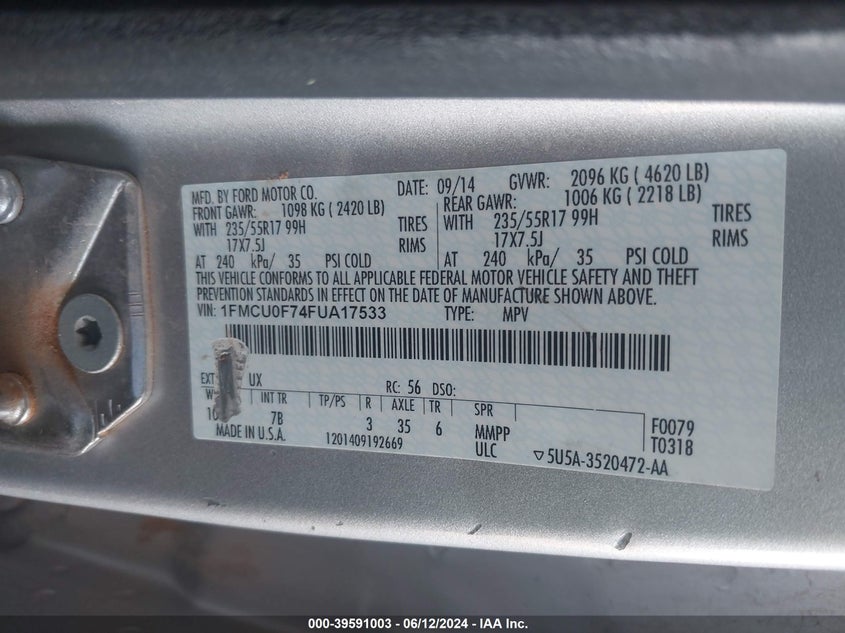 MFD. BY FORD MOTOR CO. DATE: 09/14 GVWR: 2096 KG ( 4620 LB)
FRONT GAWR: 1098 KG ( 2420 LB) REAR GAWR: 1006 KG ( 2218 LB)
WITH 235/55R17 99H TIRES WITH 235/55R17 99H TIRES
17X7.5J RIMS 17X7.5J RIMS
AT 240 kPa/ 35 PSI COLD AT 240 kPa/ 35 PSI COLD
THIS VEHICLE CONFORMS TO ALL APPLICABLE FEDERAL MOTOR VEHICLE SAFETY AND THEFT
PREVENTION STANDARDS IN EFFECT ON THE DATE OF MANUFACTURE SHOWN ABOVE.
VIN: 1FMCU0F74FUA17533 TYPE: MPV
EXT UX RC: 56 DSO:
INT TR TP/PS R AXLE TR SPR
7B 3 35 6 MMPP F0079
MADE IN U.S.A. 1201409192669 ULC T0318
▽5U5A-3520472-AA
000-39591003 - 06/12/2024 - IAA Inc.